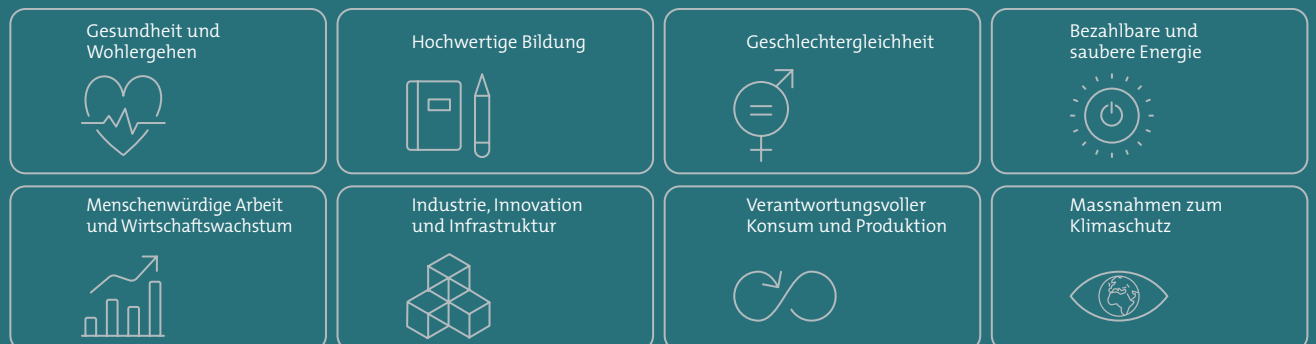 Gesundheit und
Wohlergehen
Hochwertige Bildung
Geschlechtergleichheit
Bezahlbare und
saubere Energie
Menschenwürdige Arbeit
und Wirtschaftswachstum
Industrie, Innovation
und Infrastruktur
Verantwortungsvoller
Konsum und Produktion
Massnahmen zum
Klimaschutz